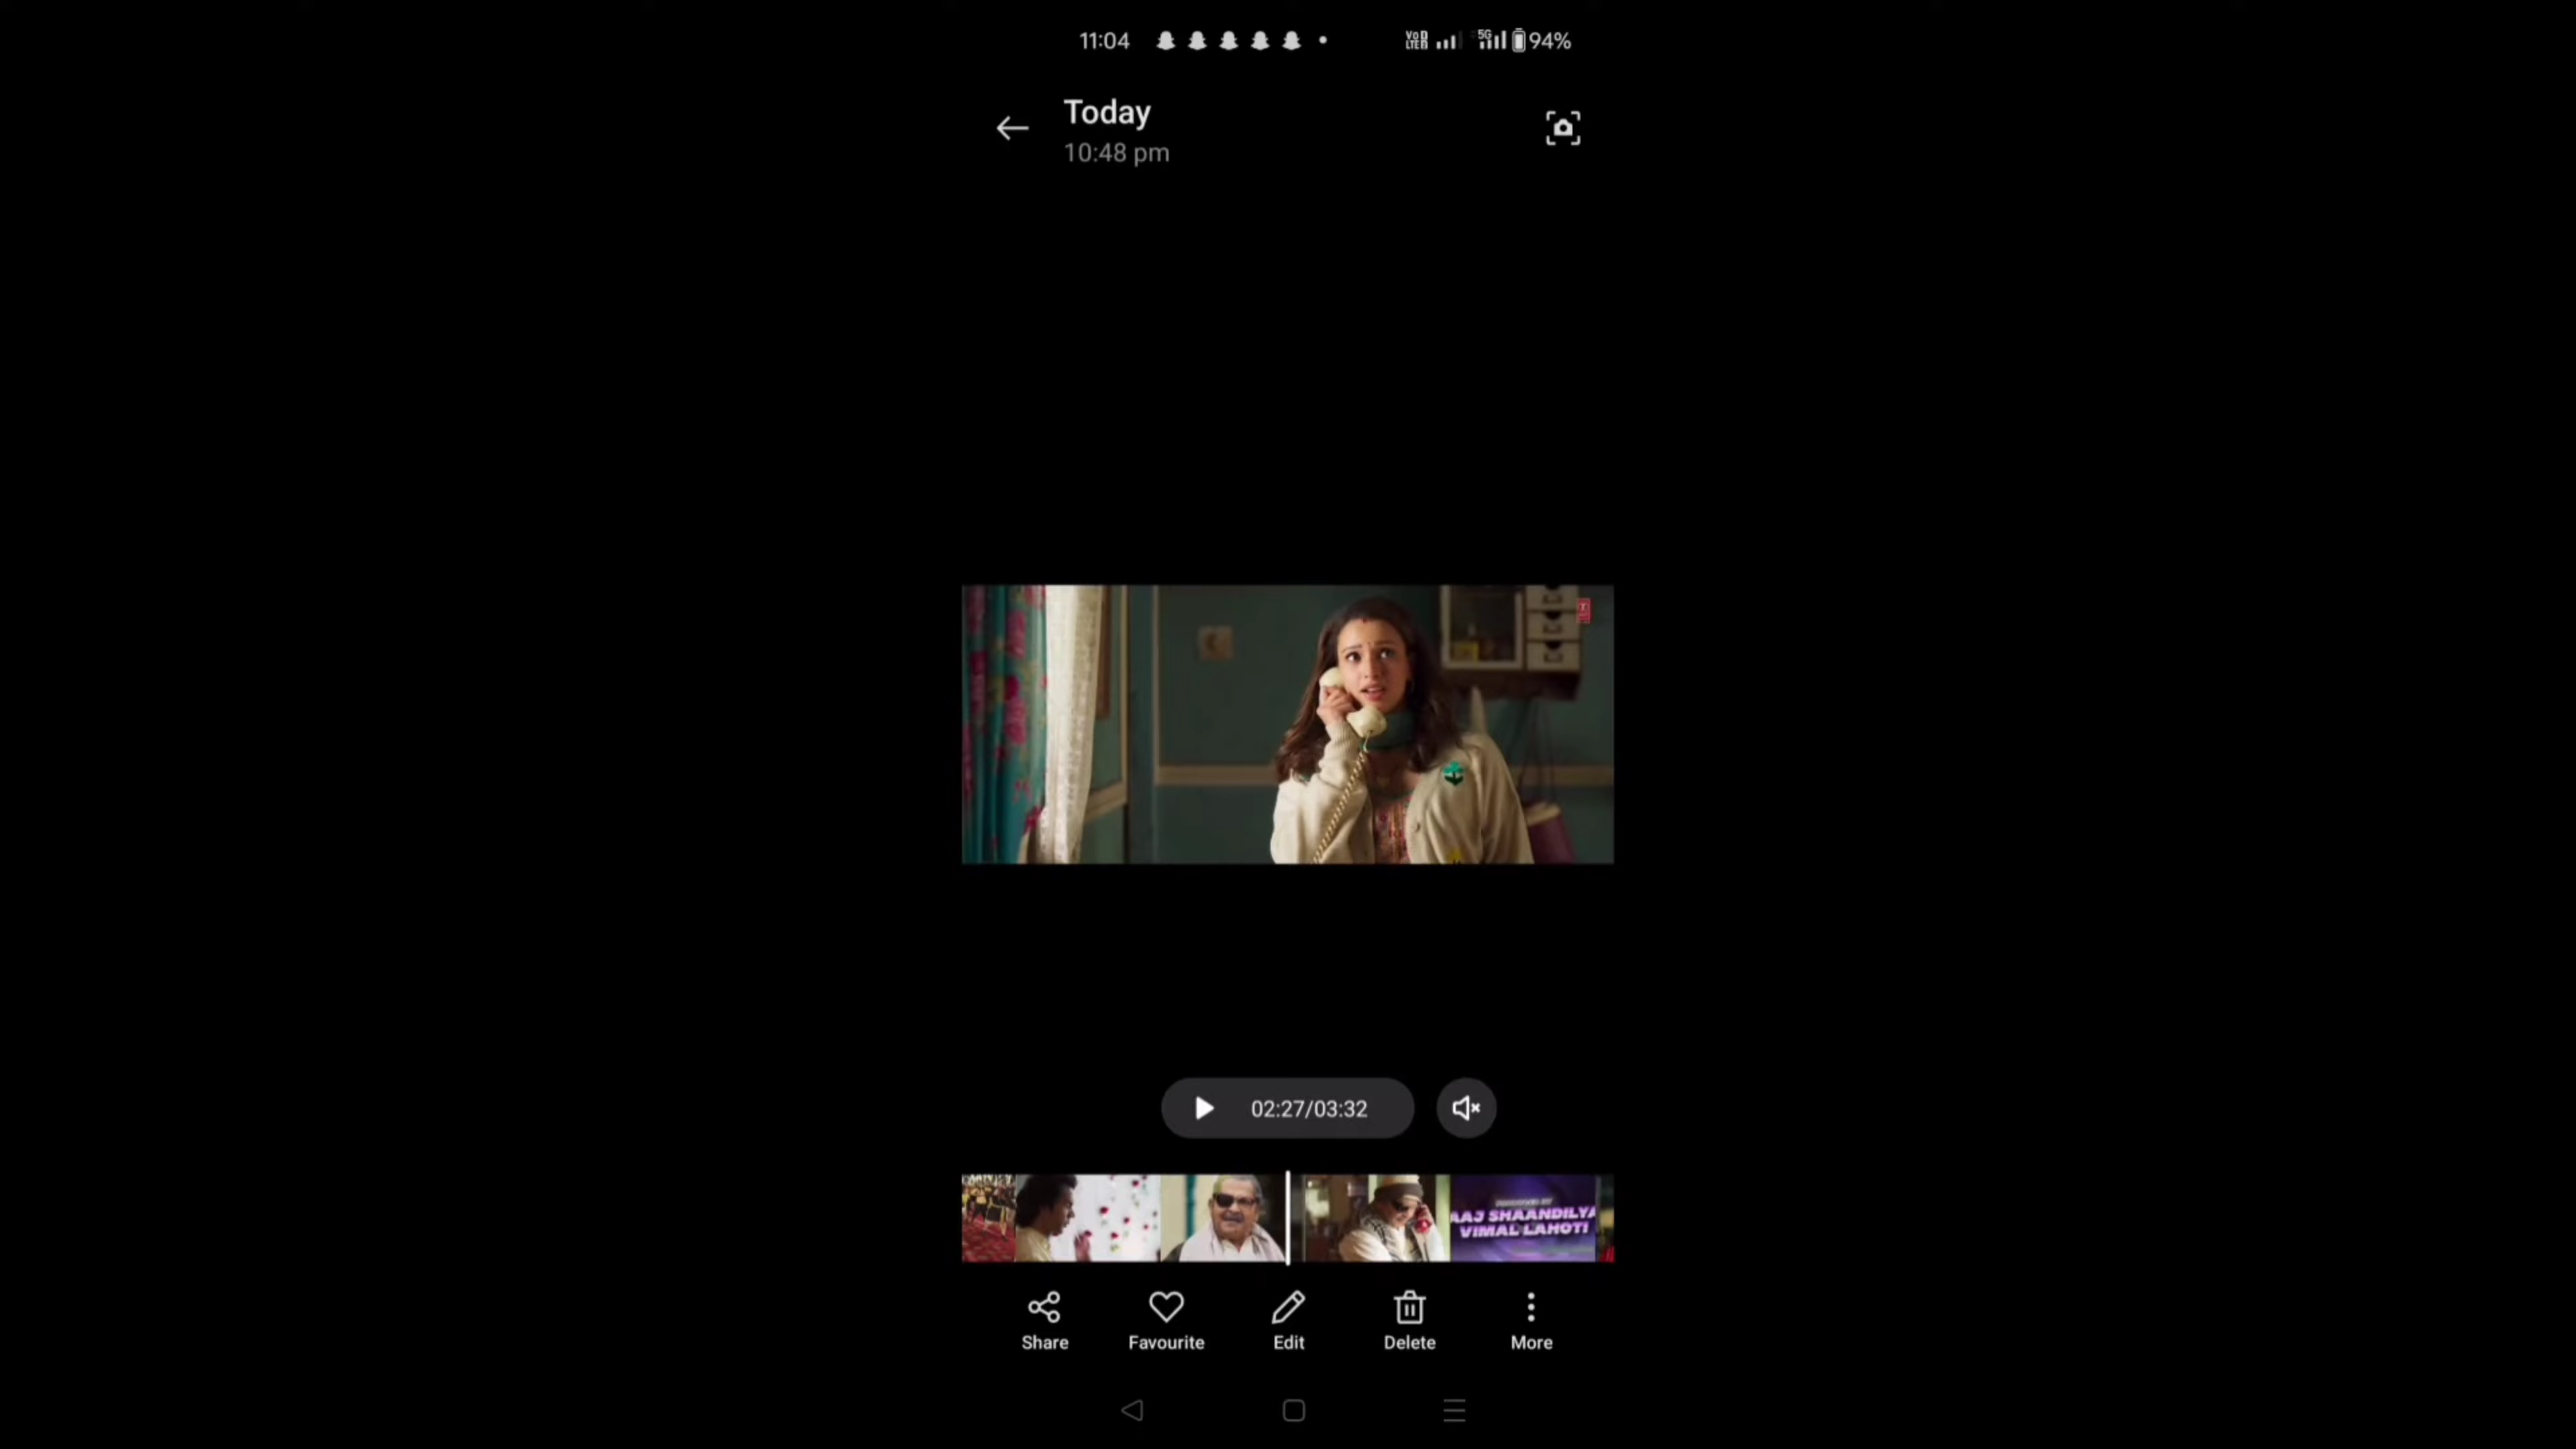 11:04
5G
94%
Today
10:48 pm
02:27/03:32
AAJ SHAANDILYA
VIMAL LAHOTI
Share
Favourite
Edit
Delete
More